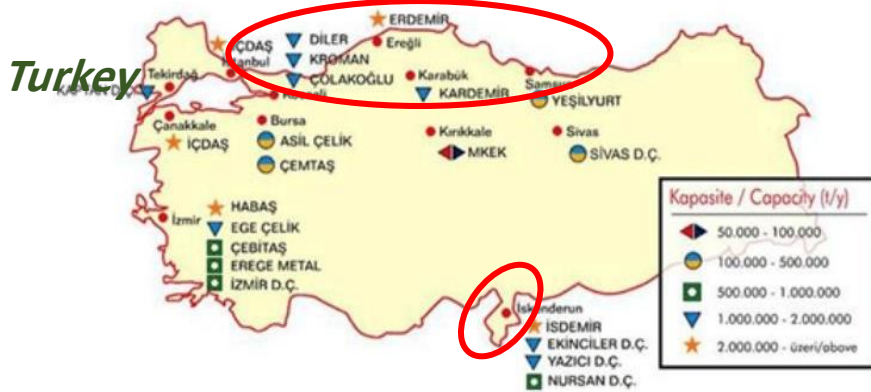 ERDEMİR
Ereğli
İÇDAŞ
İstanbul
DİLER
KROMAN
ÇOLAKOĞLU
Turkey
Tekirdağ
Karabük
KARDEMİR
Samsun
YEŞİLYURT
Çanakkale
İÇDAŞ
Bursa
ASİL ÇELİK
ÇEMTAŞ
Kırıkkale
MKEK
Sivas
SİVAS D.Ç.
İzmir
HABAŞ
EGE ÇELİK
ÇEBİTAŞ
EREGE METAL
İZMİR D.Ç.
Kapasite / Capacity (t/y)
50.000 - 100.000
100.000 - 500.000
500.000 - 1.000.000
1.000.000 - 2.000.000
2.000.000 - üzeri/above
İskenderun
İSDEMİR
EKİNCİLER D.Ç.
YAZICI D.Ç.
NURSAN D.Ç.